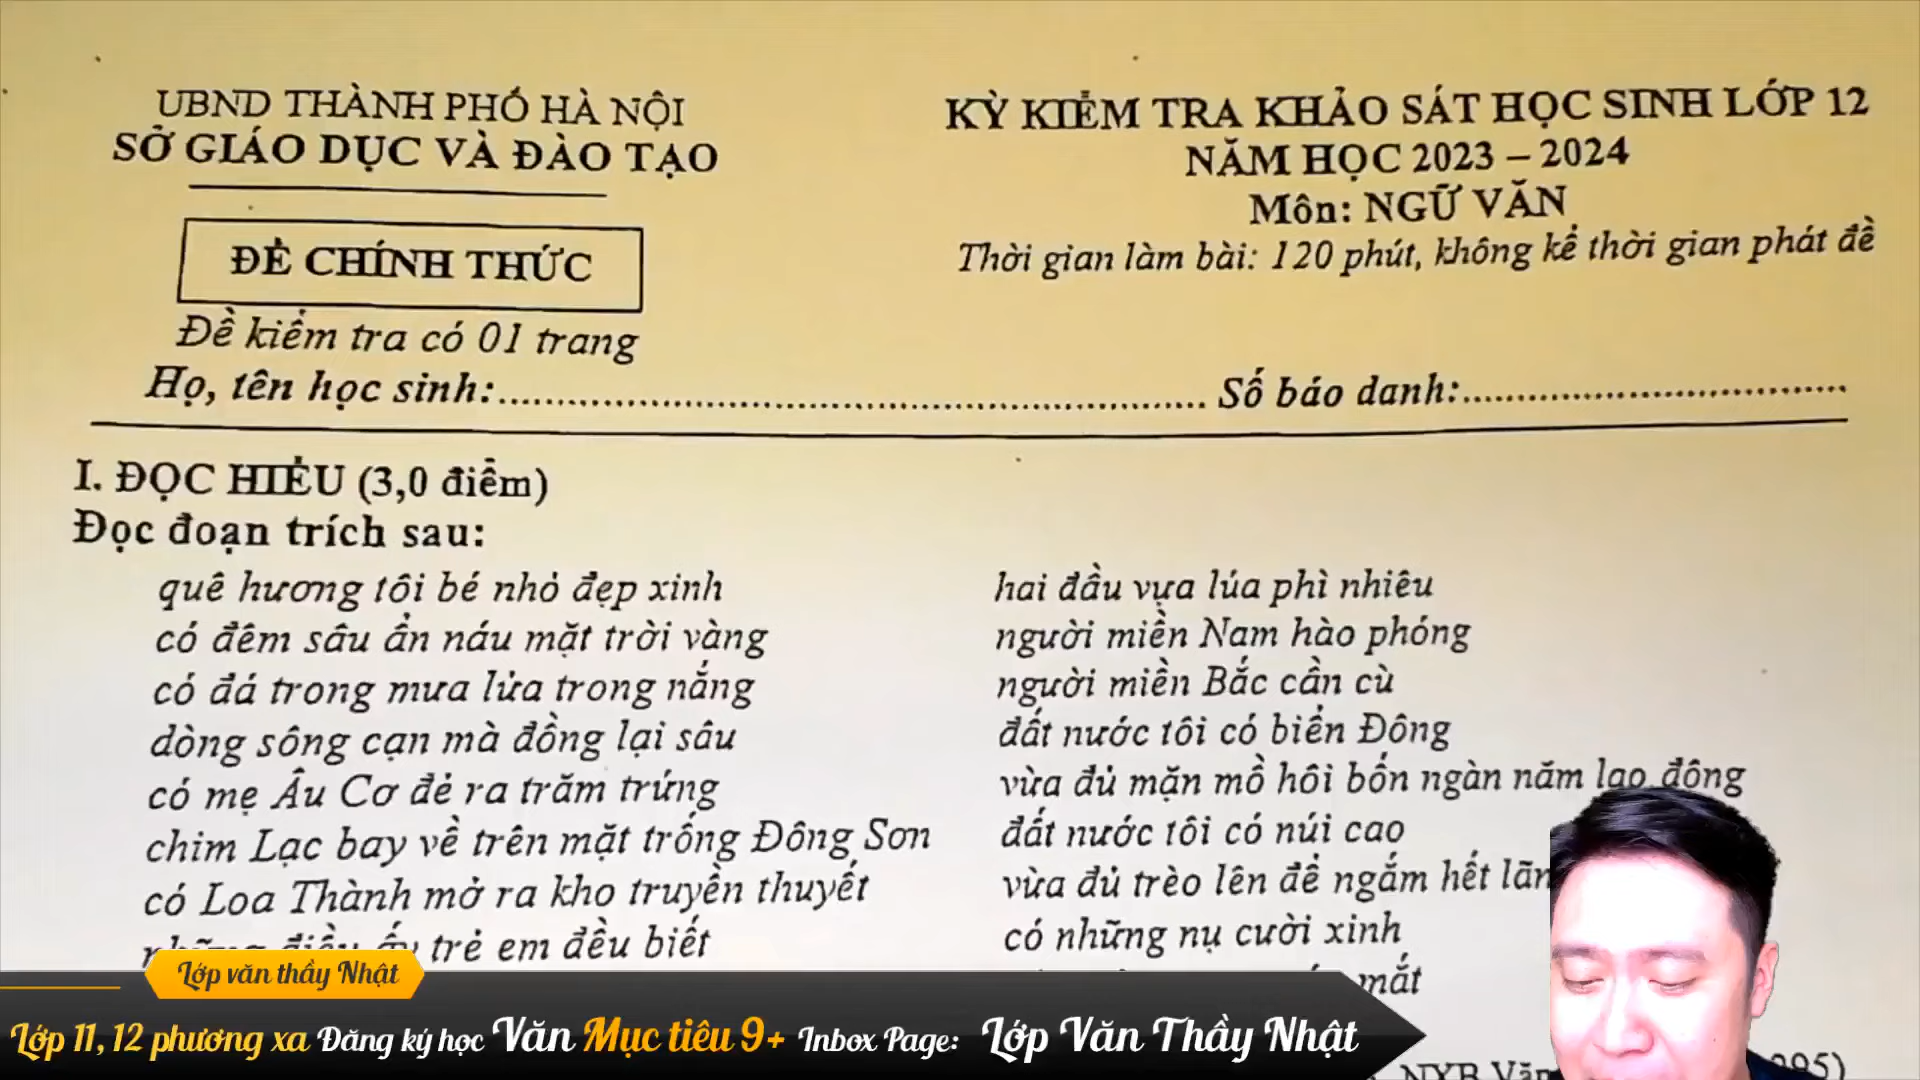 UBND THÀNH PHỐ HÀ NỘI
SỞ GIÁO DỤC VÀ ĐÀO TẠO
ĐỀ CHÍNH THỨC
Đề kiểm tra có 01 trang
KỲ KIỂM TRA KHẢO SÁT HỌC SINH LỚP 12
NĂM HỌC 2023 – 2024
Môn: NGỮ VĂN
Thời gian làm bài: 120 phút, không kể thời gian phát đề
Họ, tên học sinh:.......................................................... Số báo danh:................................
I. ĐỌC HIỂU (3,0 điểm)
Đọc đoạn trích sau:
quê hương tôi bé nhỏ đẹp xinh
có đêm sâu ẩn náu mặt trời vàng
có đá trong mưa lửa trong nắng
dòng sông cạn mà đồng lại sâu
có mẹ Âu Cơ đẻ ra trăm trứng
chim Lạc bay về trên mặt trống Đông Sơn
có Loa Thành mở ra kho truyền thuyết
những điều ấy trẻ em đều biết
hai đầu vựa lúa phì nhiêu
người miền Nam hào phóng
người miền Bắc cần cù
đất nước tôi có biển Đông
vừa đủ mặn mồ hôi bốn ngàn năm lao động
đất nước tôi có núi cao
vừa đủ trèo lên để ngắm hết
có những nụ cười xinh
mắt
NXB Văn
Lớp văn thầy Nhật
Lớp 11, 12 phương xa Đăng ký học Văn Mục tiêu 9+ Inbox Page: Lớp Văn Thầy Nhật